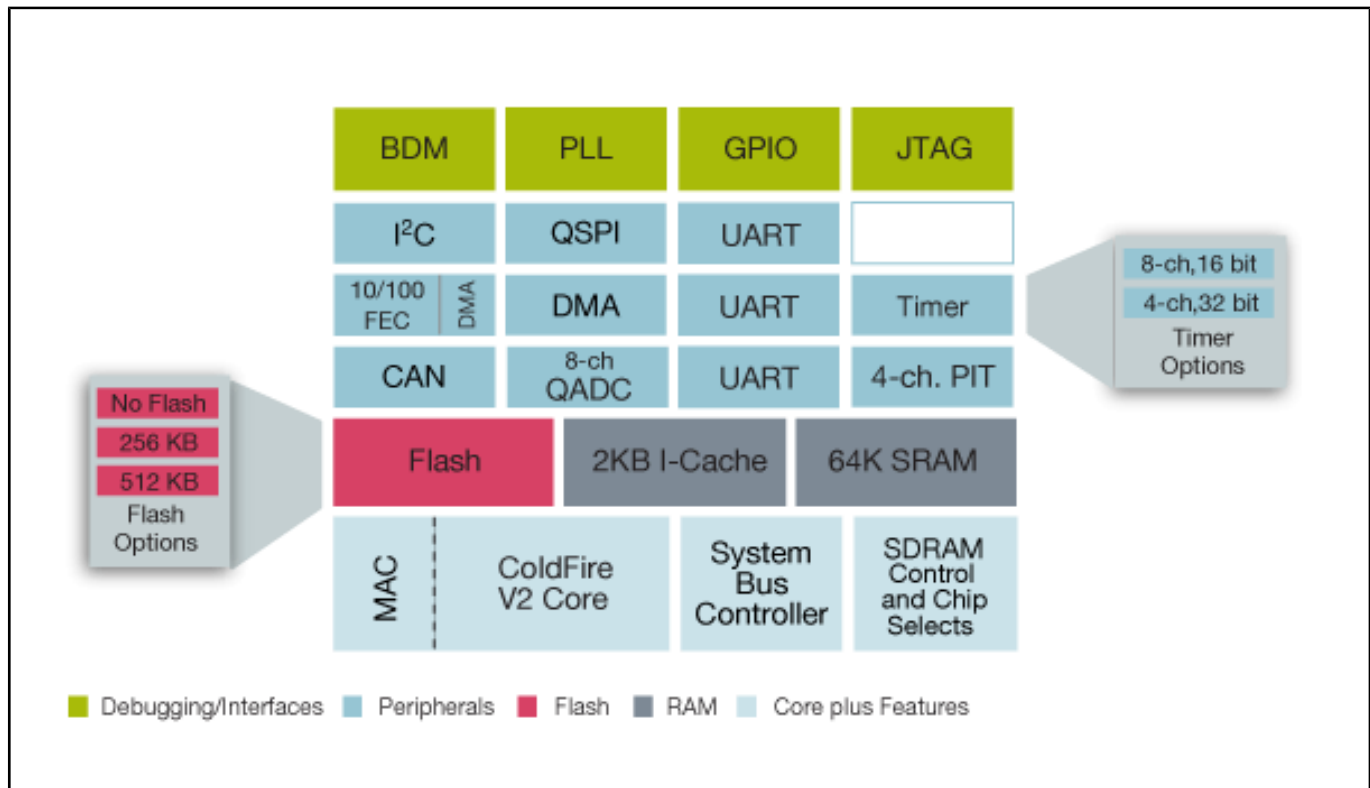 BDM
PLL
GPIO
JTAG
I²C
QSPI
UART
10/100
FEC
DMA
DMA
UART
Timer
CAN
8-ch
QADC
UART
4-ch. PIT
8-ch,16 bit
4-ch,32 bit
Timer
Options
No Flash
256 KB
512 KB
Flash
Options
Flash
2KB I-Cache
64K SRAM
MAC
ColdFire
V2 Core
System
Bus
Controller
SDRAM
Control
and Chip
Selects
Debugging/Interfaces
Peripherals
Flash
RAM
Core plus Features